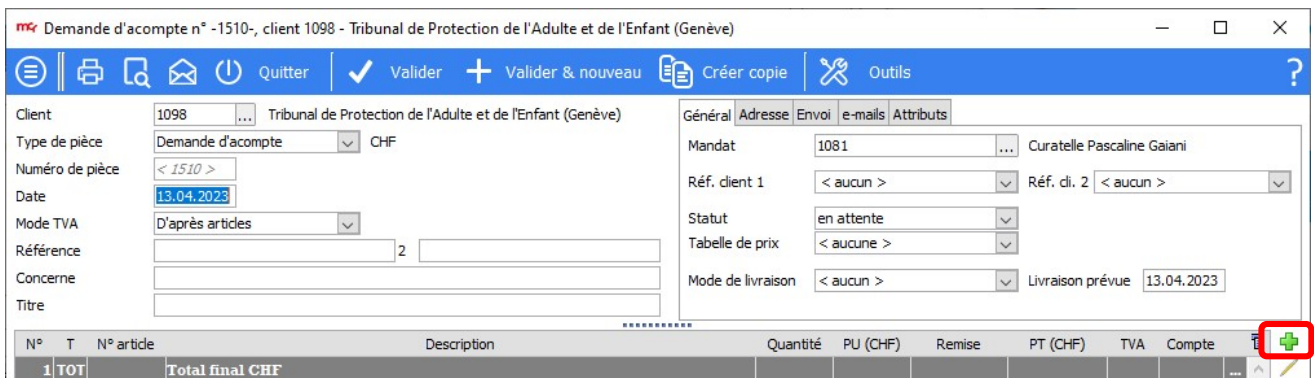 mcr Demande d'acompte n° -1510-, client 1098 - Tribunal de Protection de l'Adulte et de l'Enfant (Genève)
Quitter Valider Valider & nouveau Créer copie Outils ?
Client 1098 ... Tribunal de Protection de l'Adulte et de l'Enfant (Genève)
Type de pièce Demande d'acompte CHF
Numéro de pièce < 1510 >
Date 13.04.2023
Mode TVA D'après articles
Référence 2
Concerne
Titre
Général Adresse Envoi e-mails Attributs
Mandat 1081 ... Curatelle Pascaline Gaiani
Réf. client 1 < aucun > Réf. cli. 2 < aucun >
Statut en attente
Tabelle de prix < aucune >
Mode de livraison < aucun > Livraison prévue 13.04.2023
N° T N° article Description Quantité PU (CHF) Remise PT (CHF) TVA Compte
1 TOT Total final CHF ...